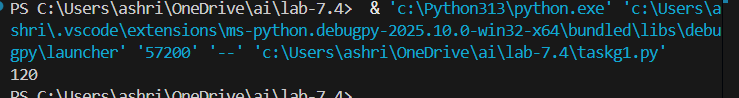 PS C:\Users\ashri\OneDrive\ai\lab-7.4>  & 'c:\Python313\python.exe' 'c:\Users\a
shri\.vscode\extensions\ms-python.debugpy-2025.10.0-win32-x64\bundled\libs\debu
gpy\launcher' '57200' '--' 'c:\Users\ashri\OneDrive\ai\lab-7.4\taskg1.py'
120
PS C:\Users\ashri\OneDrive\ai\lab-7.4>